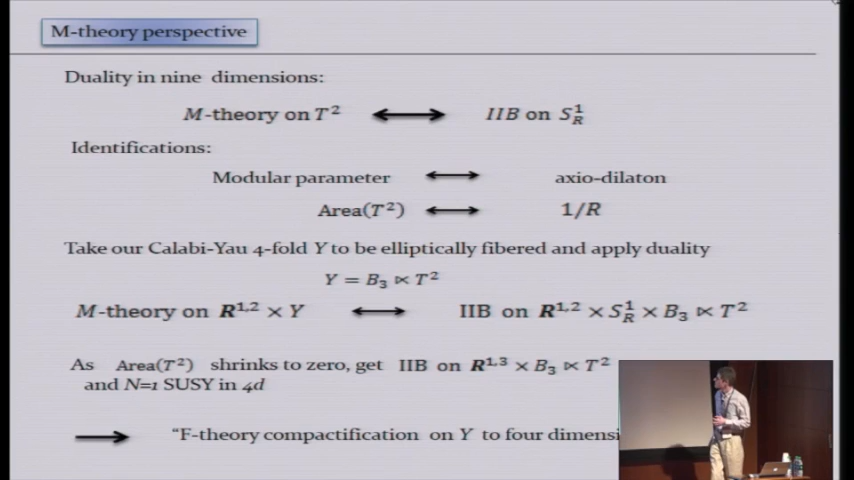 M-theory perspective
Duality in nine dimensions:
M-theory on T² ⟷ IIB on S¹_R
Identifications:
Modular parameter ⟷ axio-dilaton
Area(T²) ⟷ 1/R
Take our Calabi-Yau 4-fold Y to be elliptically fibered and apply duality
Y = B₃ ⋉ T²
M-theory on R^{1,2} × Y ⟷ IIB on R^{1,2} × S¹_R × B₃ ⋉ T²
As Area(T²) shrinks to zero, get IIB on R^{1,3} × B₃ ⋉ T²
and N=1 SUSY in 4d
"F-theory compactification on Y to four dimensi